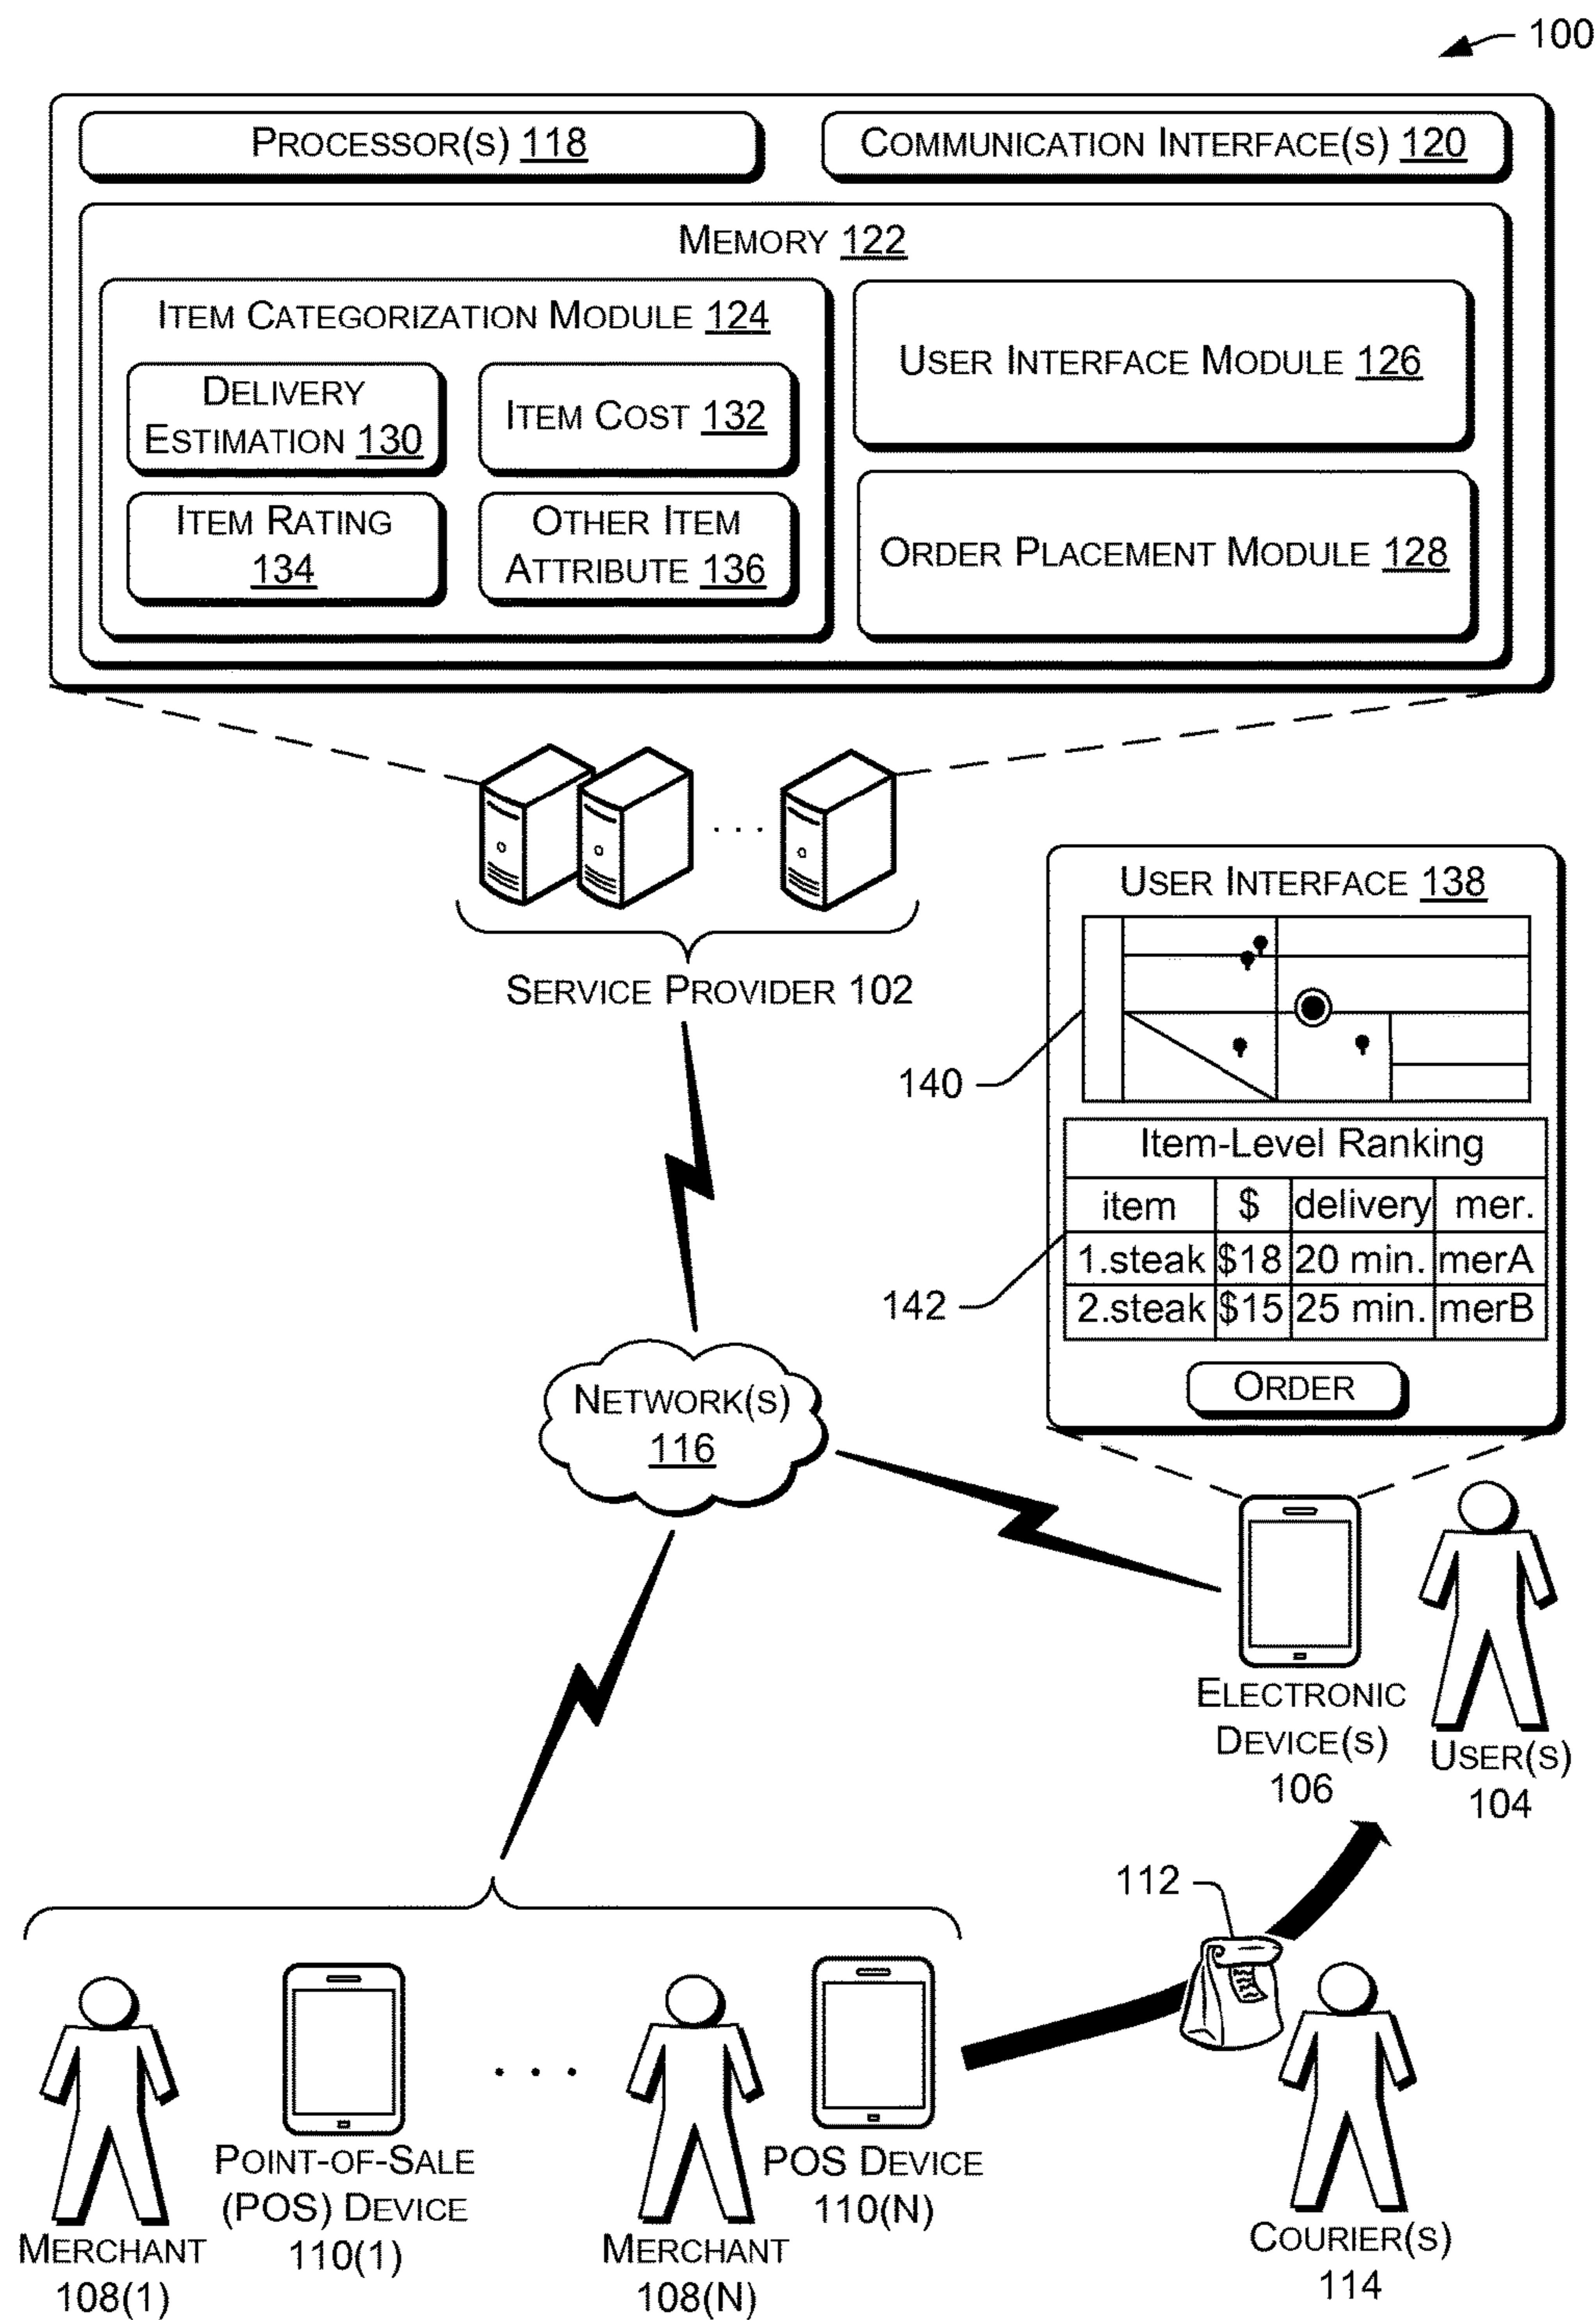 100
PROCESSOR(S) 118
COMMUNICATION INTERFACE(S) 120
MEMORY 122
ITEM CATEGORIZATION MODULE 124
DELIVERY
ESTIMATION 130
ITEM COST 132
ITEM RATING
134
OTHER ITEM
ATTRIBUTE 136
USER INTERFACE MODULE 126
ORDER PLACEMENT MODULE 128
. . .
SERVICE PROVIDER 102
USER INTERFACE 138
140
Item-Level Ranking
item $ delivery mer.
1.steak $18 20 min. merA
2.steak $15 25 min. merB
142
ORDER
NETWORK(S)
116
ELECTRONIC
DEVICE(S)
106
USER(S)
104
112
MERCHANT
108(1)
POINT-OF-SALE
(POS) DEVICE
110(1)
. . .
MERCHANT
108(N)
POS DEVICE
110(N)
COURIER(S)
114